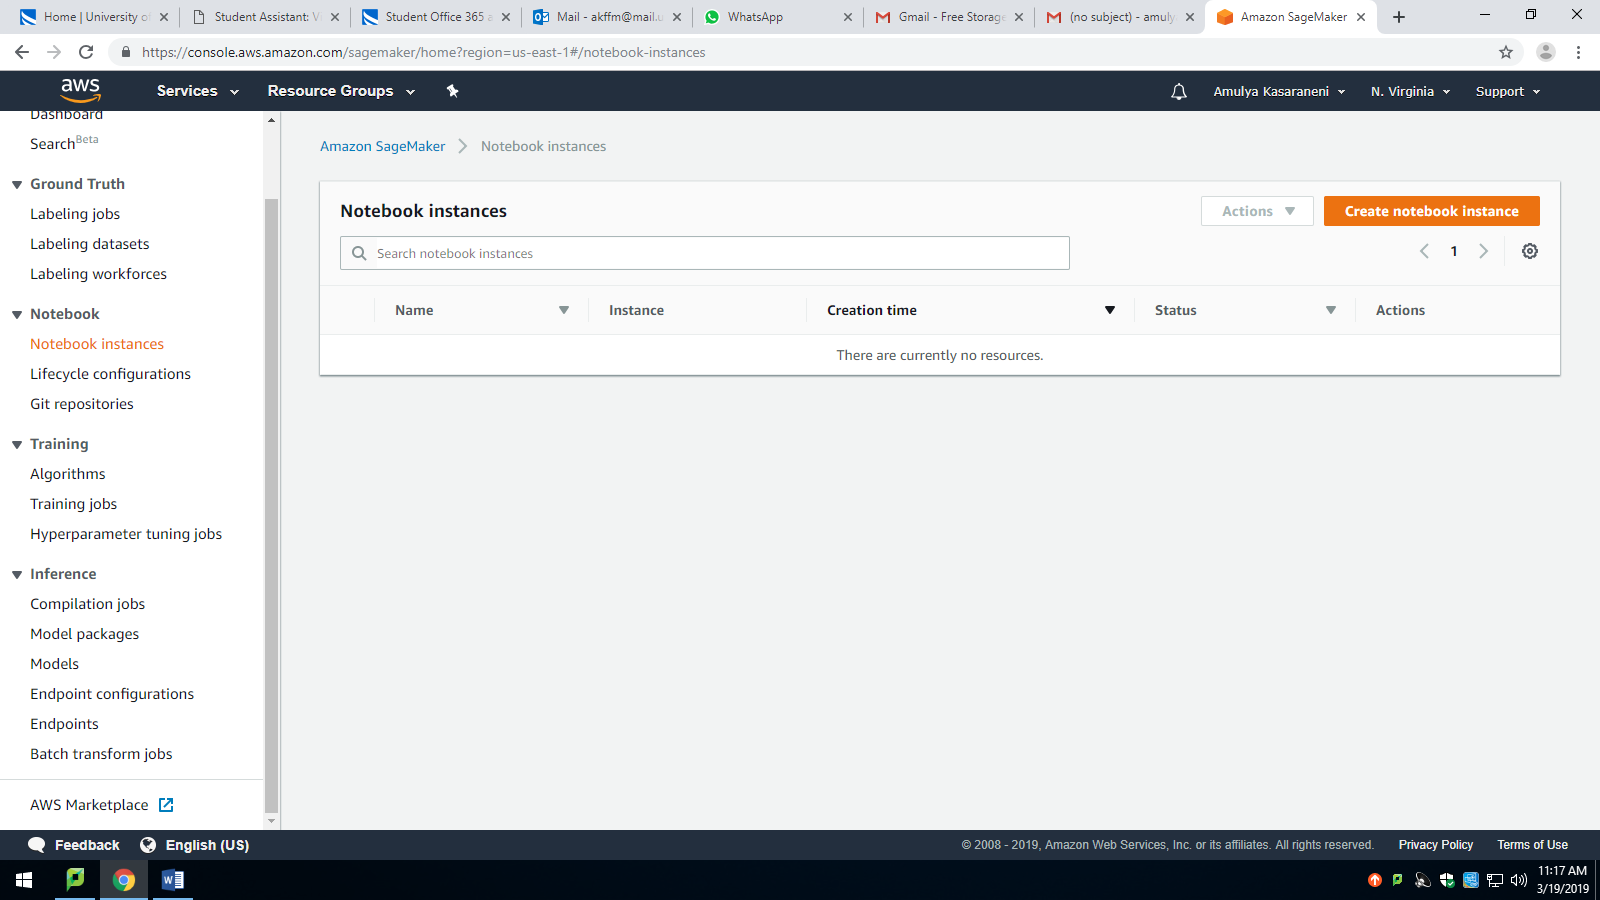 Home | University of
Student Assistant: V
Student Office 365 a
Mail - akffm@mail.u
WhatsApp
Gmail - Free Storage
(no subject) - amuly
Amazon SageMaker
https://console.aws.amazon.com/sagemaker/home?region=us-east-1#/notebook-instances
aws
Services
Resource Groups
Amulya Kasaraneni
N. Virginia
Support
Dashboard
Search Beta
Ground Truth
Labeling jobs
Labeling datasets
Labeling workforces
Notebook
Notebook instances
Lifecycle configurations
Git repositories
Training
Algorithms
Training jobs
Hyperparameter tuning jobs
Inference
Compilation jobs
Model packages
Models
Endpoint configurations
Endpoints
Batch transform jobs
AWS Marketplace
Amazon SageMaker
Notebook instances
Notebook instances
Actions
Create notebook instance
Search notebook instances
1
Name
Instance
Creation time
Status
Actions
There are currently no resources.
Feedback
English (US)
© 2008 - 2019, Amazon Web Services, Inc. or its affiliates. All rights reserved.
Privacy Policy
Terms of Use
11:17 AM
3/19/2019